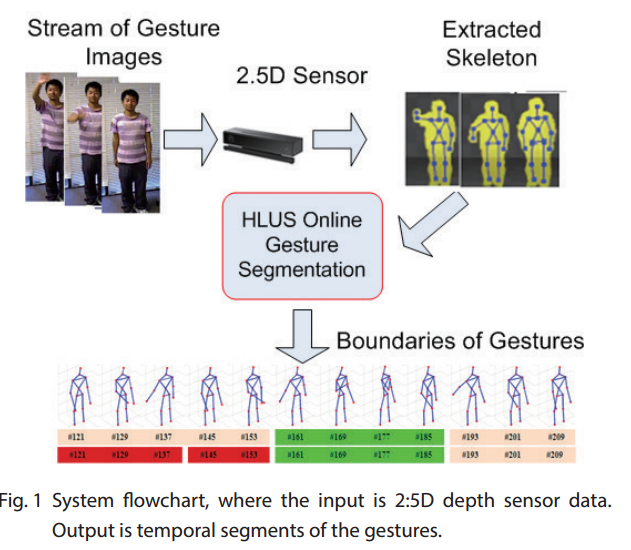 Stream of Gesture
Images
2.5D Sensor
Extracted
Skeleton
HLUS Online
Gesture
Segmentation
Boundaries of Gestures
#121 #129 #137 #145 #153 #161 #169 #177 #185 #193 #201 #209
#121 #129 #137 #145 #153 #161 #169 #177 #185 #193 #201 #209
Fig. 1 System flowchart, where the input is 2:5D depth sensor data.
Output is temporal segments of the gestures.